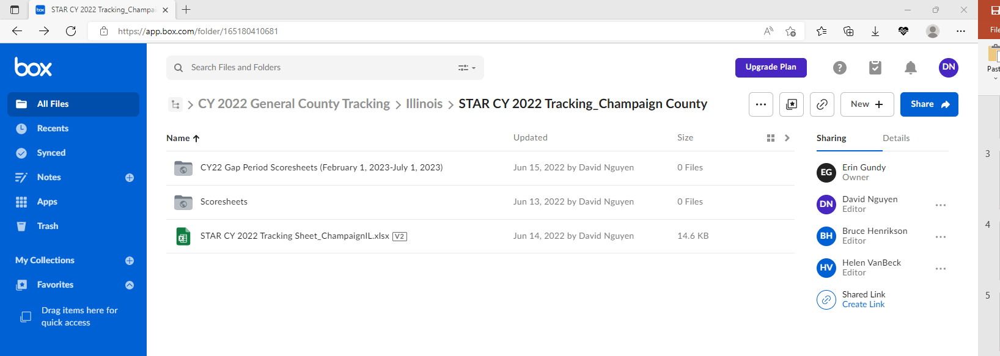 STAR CY 2022 Tracking_Champai
https://app.box.com/folder/165180410681
File
box
Search Files and Folders
Upgrade Plan
DN
Past
CY 2022 General County Tracking > Illinois > STAR CY 2022 Tracking_Champaign County
New +
Share
All Files
Recents
Synced
Notes
Apps
Trash
My Collections
Favorites
Drag items here for
quick access
Name
Updated
Size
CY22 Gap Period Scoresheets (February 1, 2023-July 1, 2023)
Jun 15, 2022 by David Nguyen
0 Files
Scoresheets
Jun 13, 2022 by David Nguyen
0 Files
STAR CY 2022 Tracking Sheet_ChampaignIL.xlsx V2
Jun 14, 2022 by David Nguyen
14.6 KB
Sharing
Details
EG
Erin Gundy
Owner
DN
David Nguyen
Editor
BH
Bruce Henrikson
Editor
HV
Helen VanBeck
Editor
Shared Link
Create Link
3
4
5